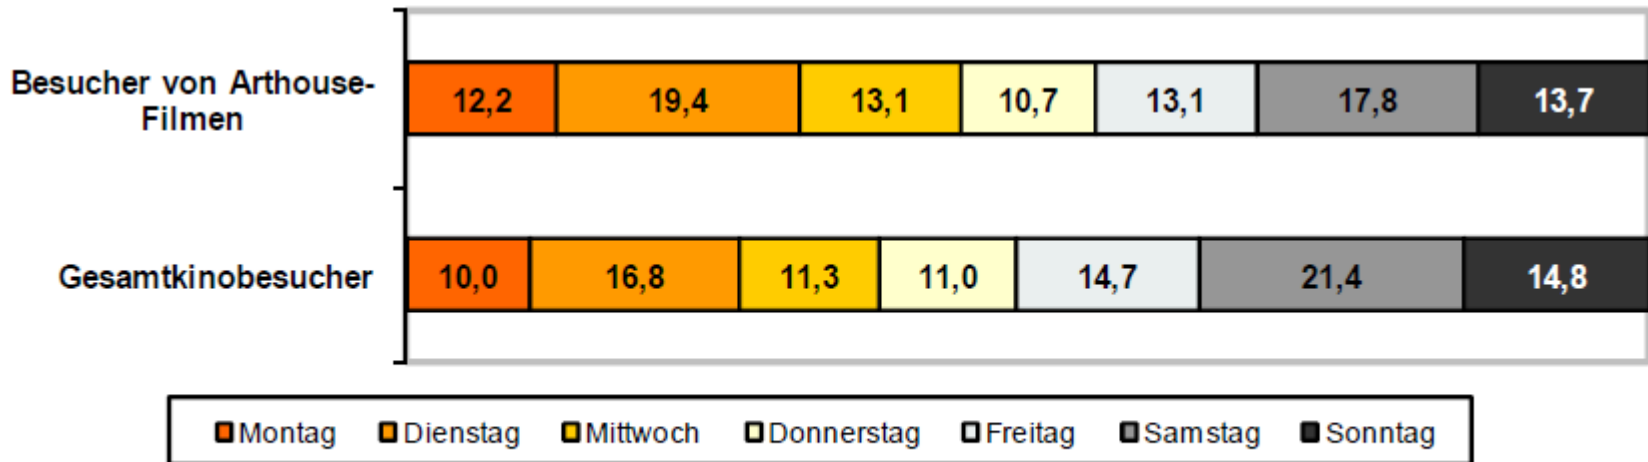 Besucher von Arthouse-
Filmen
12,2 19,4 13,1 10,7 13,1 17,8 13,7
Gesamtkinobesucher
10,0 16,8 11,3 11,0 14,7 21,4 14,8
Montag Dienstag Mittwoch Donnerstag Freitag Samstag Sonntag